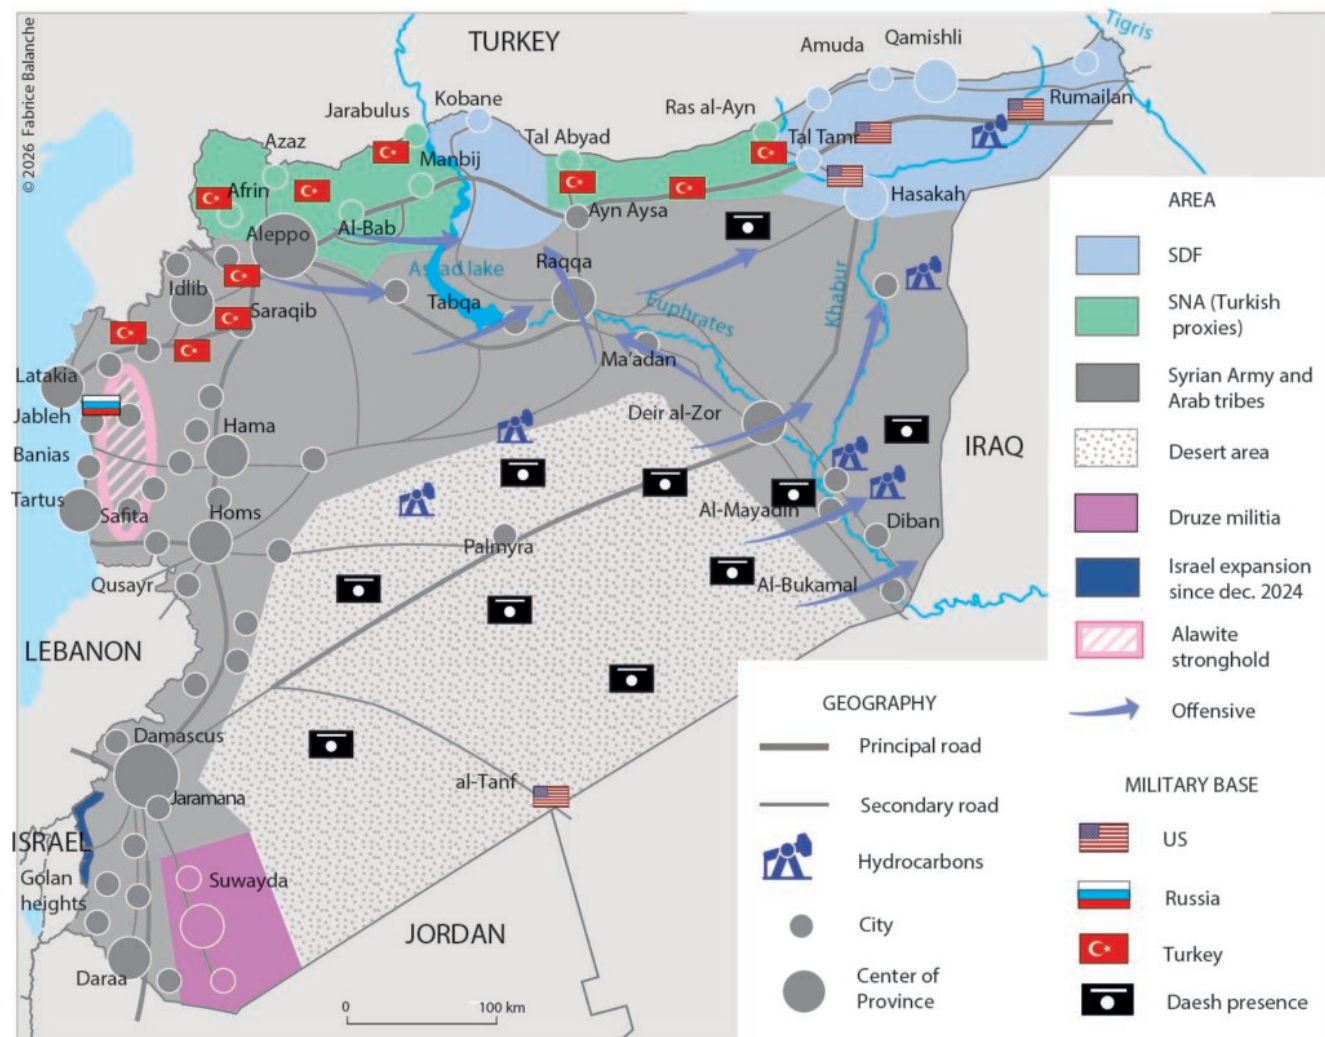 © 2026 Fabrice Balanche
TURKEY
Tigris
Amuda
Qamishli
Kobane
Jarabulus
Ras al-Ayn
Rumailan
Azaz
Tal Abyad
Tal Tamr
Manbij
Afrin
Hasakah
Al-Bab
Ayn Aysa
Aleppo
Assad lake
Raqqa
Idlib
Tabqa
Euphrates
Khabur
Saraqib
Ma'adan
Latakia
Jableh
Deir al-Zor
Hama
IRAQ
Banias
Tartus
Safita
Homs
Al-Mayadin
Diban
Palmyra
Qusayr
Al-Bukamal
LEBANON
Damascus
al-Tanf
Jaramana
ISRAEL
Golan
heights
Suwayda
JORDAN
Daraa
0
100 km
AREA
SDF
SNA (Turkish
proxies)
Syrian Army and
Arab tribes
Desert area
Druze militia
Israel expansion
since dec. 2024
Alawite
stronghold
Offensive
GEOGRAPHY
Principal road
Secondary road
Hydrocarbons
City
Center of
Province
MILITARY BASE
US
Russia
Turkey
Daesh presence